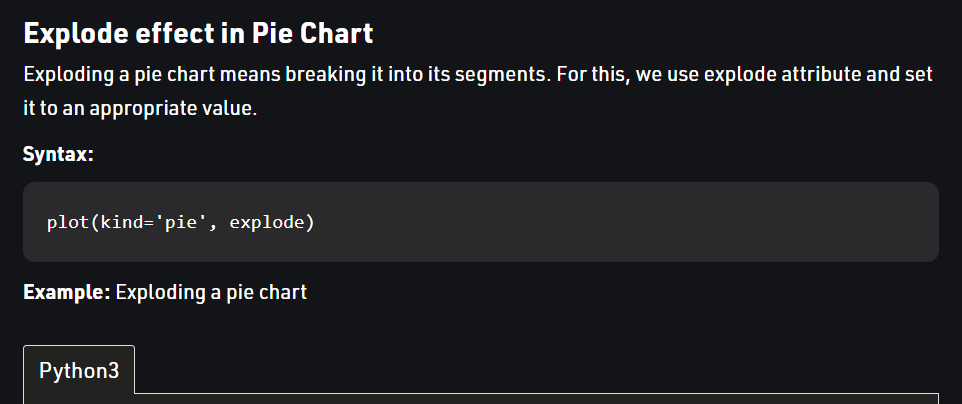 Explode effect in Pie Chart
Exploding a pie chart means breaking it into its segments. For this, we use explode attribute and set
it to an appropriate value.
Syntax:
plot(kind='pie', explode)
Example: Exploding a pie chart
Python3